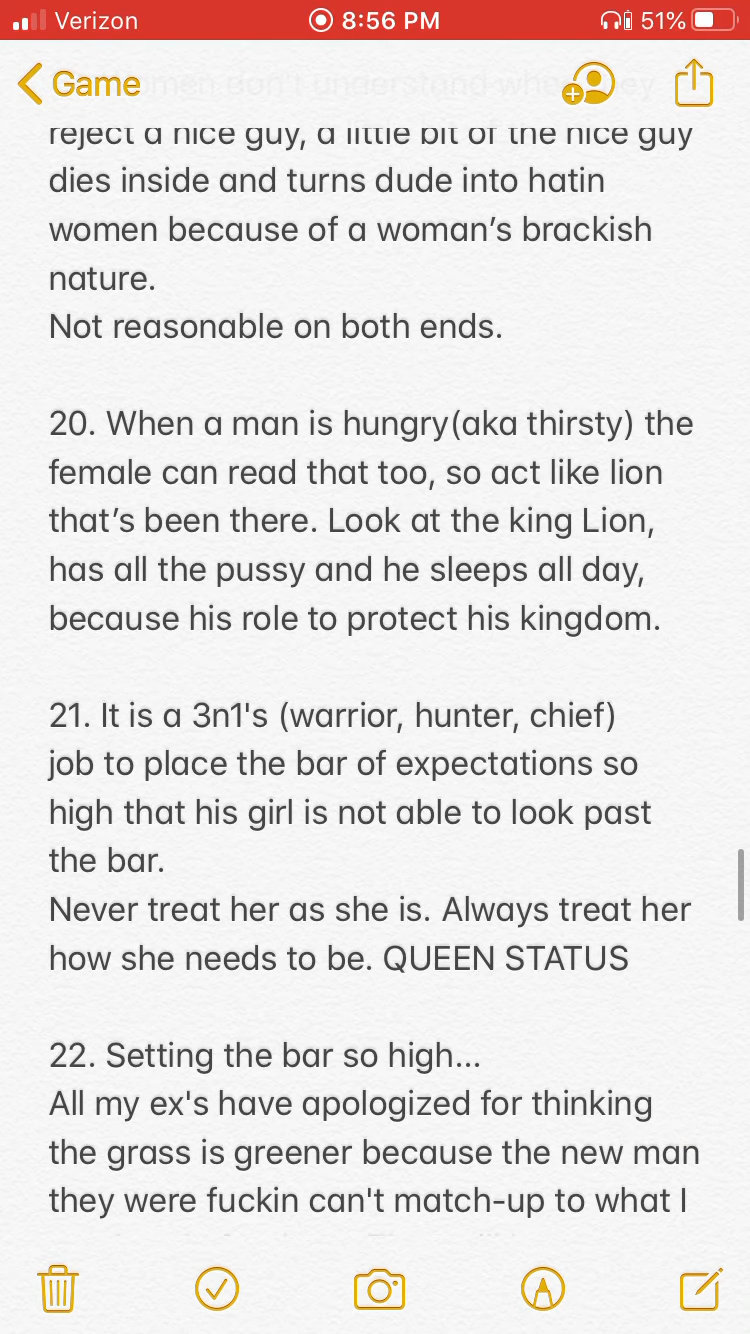 Verizon 8:56 PM 51%
Game women don't understand when they
reject a nice guy, a little bit of the nice guy
dies inside and turns dude into hatin
women because of a woman's brackish
nature.
Not reasonable on both ends.
20. When a man is hungry(aka thirsty) the
female can read that too, so act like lion
that's been there. Look at the king Lion,
has all the pussy and he sleeps all day,
because his role to protect his kingdom.
21. It is a 3n1's (warrior, hunter, chief)
job to place the bar of expectations so
high that his girl is not able to look past
the bar.
Never treat her as she is. Always treat her
how she needs to be. QUEEN STATUS
22. Setting the bar so high...
All my ex's have apologized for thinking
the grass is greener because the new man
they were fuckin can't match-up to what I